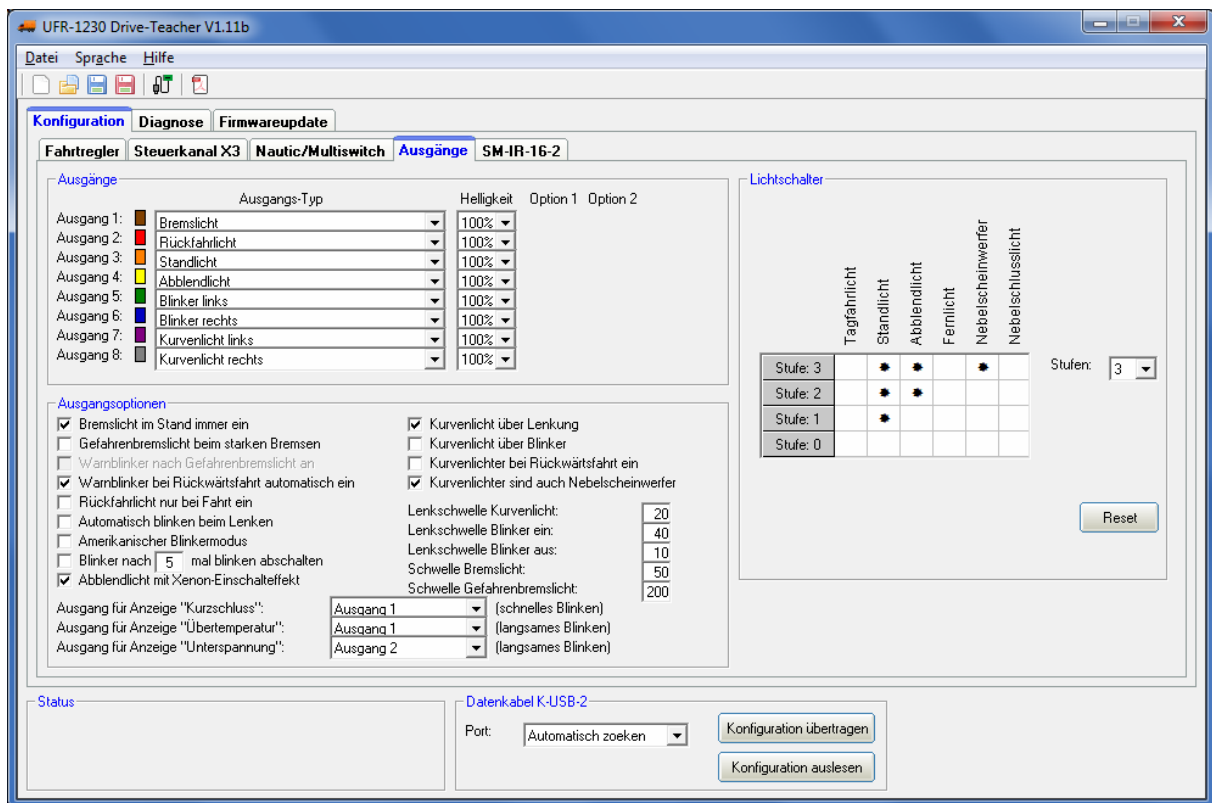 UFR-1230 Drive-Teacher V1.11b
Datei Sprache Hilfe
Konfiguration Diagnose Firmwareupdate
Fahrtregler Steuerkanal X3 Nautic/Multiswitch Ausgänge SM-IR-16-2
Ausgänge
Ausgangs-Typ Helligkeit Option 1 Option 2
Ausgang 1: Bremslicht 100%
Ausgang 2: Rückfahrlicht 100%
Ausgang 3: Standlicht 100%
Ausgang 4: Abblendlicht 100%
Ausgang 5: Blinker links 100%
Ausgang 6: Blinker rechts 100%
Ausgang 7: Kurvenlicht links 100%
Ausgang 8: Kurvenlicht rechts 100%
Ausgangsoptionen
Bremslicht im Stand immer ein
Gefahrenbremslicht beim starken Bremsen
Warnblinker nach Gefahrenbremslicht an
Warnblinker bei Rückwärtsfahrt automatisch ein
Rückfahrlicht nur bei Fahrt ein
Automatisch blinken beim Lenken
Amerikanischer Blinkermodus
Blinker nach 5 mal blinken abschalten
Abblendlicht mit Xenon-Einschalteffekt
Kurvenlicht über Lenkung
Kurvenlicht über Blinker
Kurvenlichter bei Rückwärtsfahrt ein
Kurvenlichter sind auch Nebelscheinwerfer
Lenkschwelle Kurvenlicht: 20
Lenkschwelle Blinker ein: 40
Lenkschwelle Blinker aus: 10
Schwelle Bremslicht: 50
Schwelle Gefahrenbremslicht: 200
Ausgang für Anzeige "Kurzschluss": Ausgang 1 (schnelles Blinken)
Ausgang für Anzeige "Übertemperatur": Ausgang 1 (langsames Blinken)
Ausgang für Anzeige "Unterspannung": Ausgang 2 (langsames Blinken)
Lichtschalter
Tagfahrlicht
Standlicht
Abblendlicht
Fernlicht
Nebelscheinwerfer
Nebelschlusslicht
Stufe: 3
Stufe: 2
Stufe: 1
Stufe: 0
Stufen: 3
Reset
Status
Datenkabel K-USB-2
Port: Automatisch zoeken
Konfiguration übertragen
Konfiguration auslesen